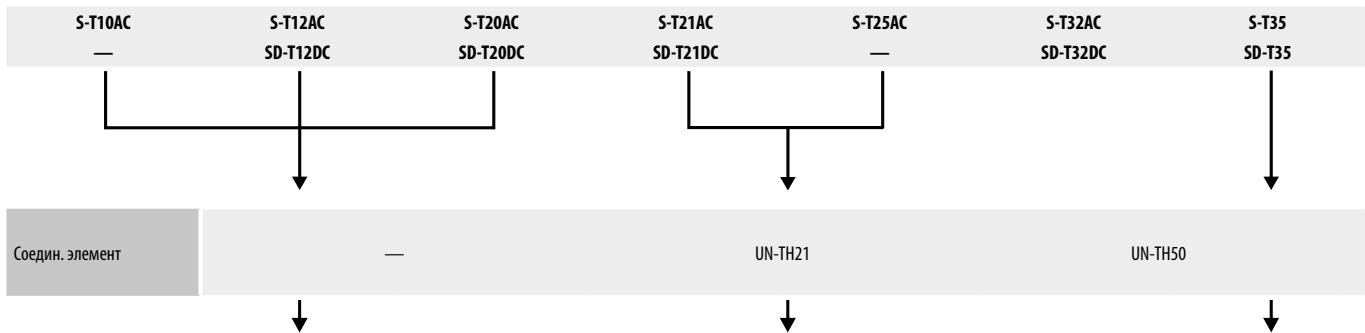 S-T10AC S-T12AC S-T20AC S-T21AC S-T25AC S-T32AC S-T35
— SD-T12DC SD-T20DC SD-T21DC — SD-T32DC SD-T35
Соедин. элемент — UN-TH21 UN-TH50